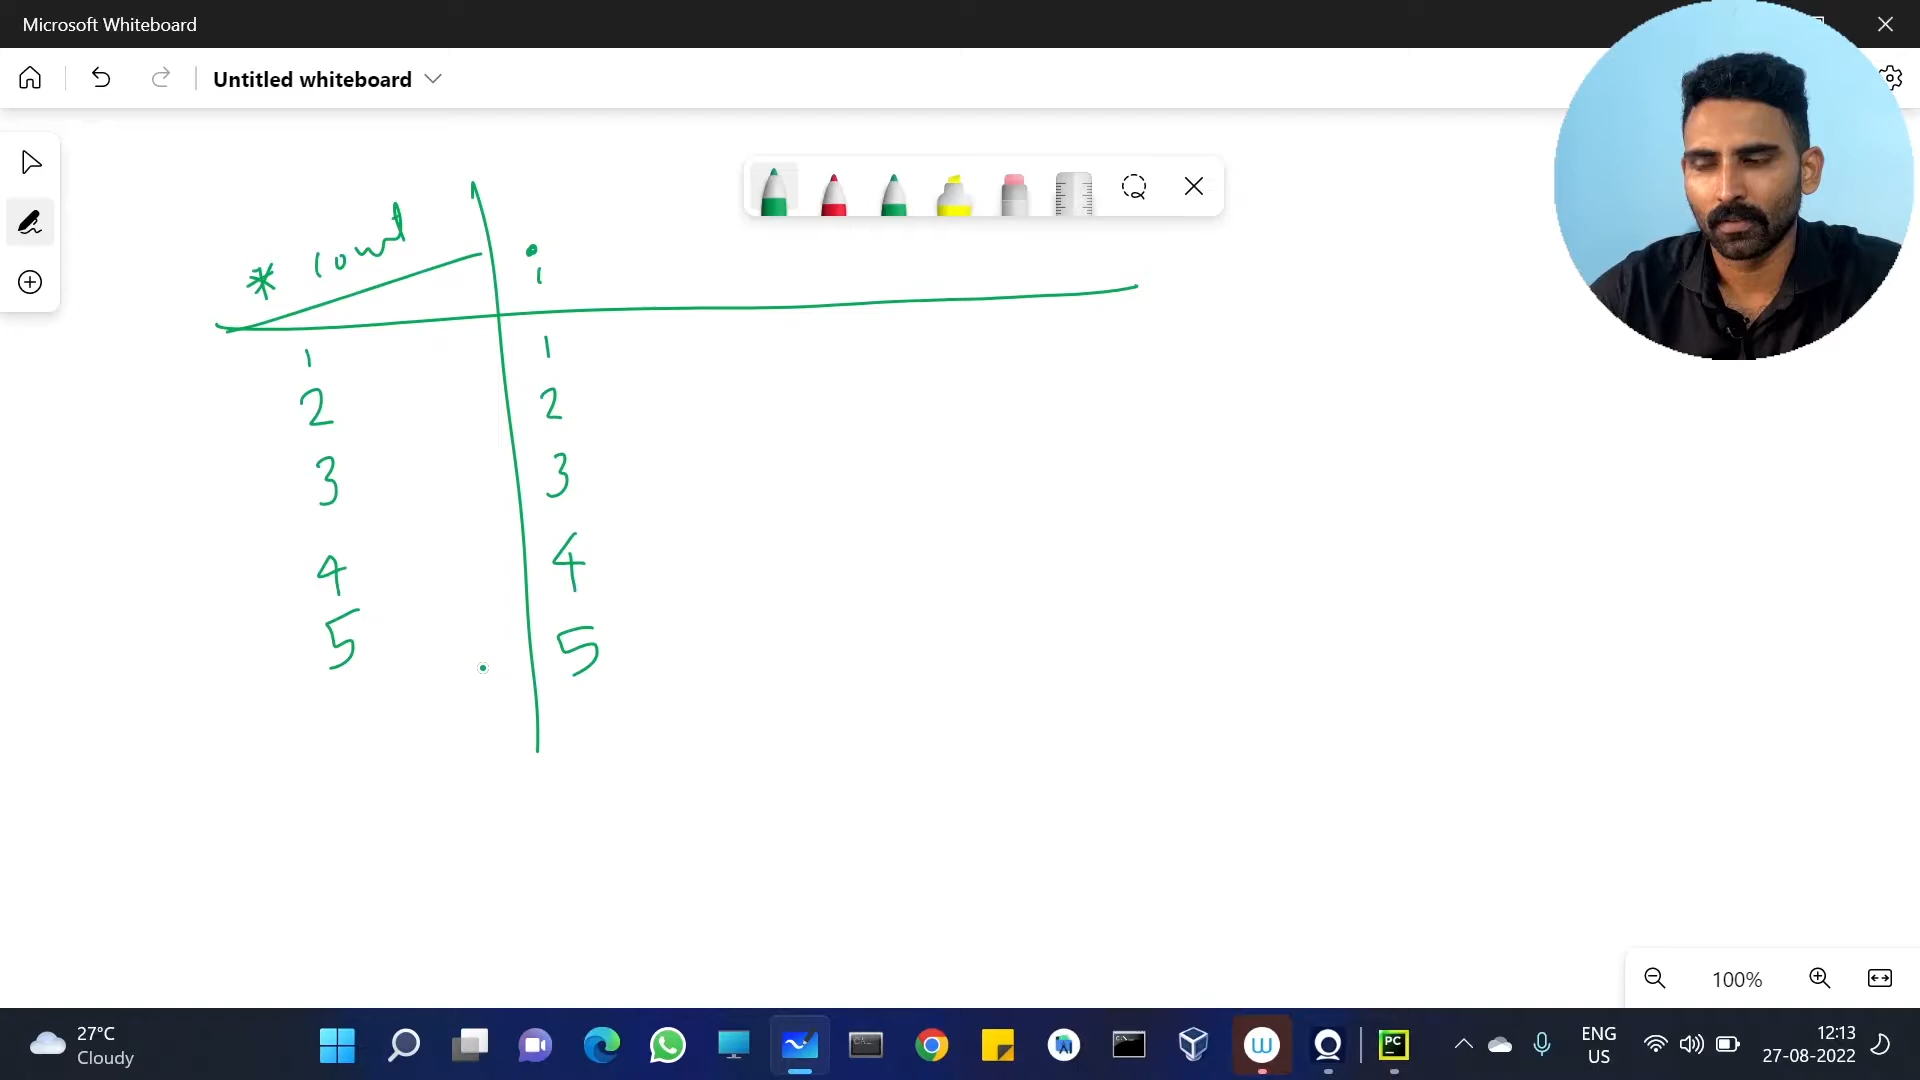 Microsoft Whiteboard
Untitled whiteboard
* count i
1 1
2 2
3 3
4 4
5 5
100%
27°C
Cloudy
PC
ENG
US
12:13
27-08-2022